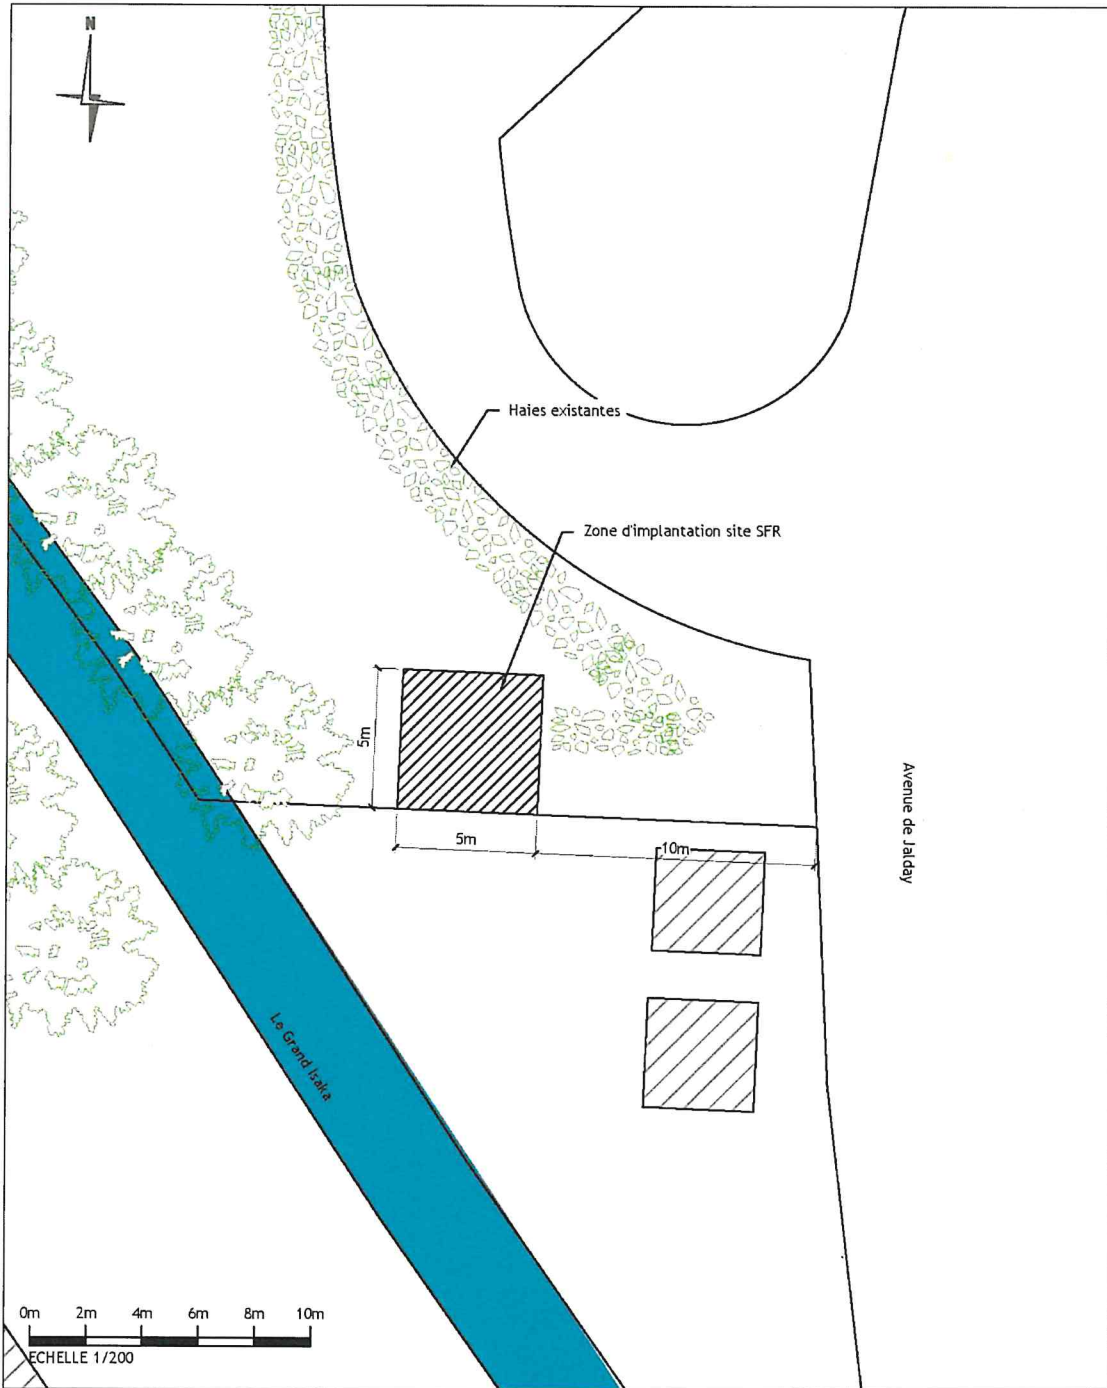 N
Haies existantes
Zone d'implantation site SFR
5m
5m
10m
Avenue de Jalday
Le Grand Isaka
0m 2m 4m 6m 8m 10m
ECHELLE 1/200